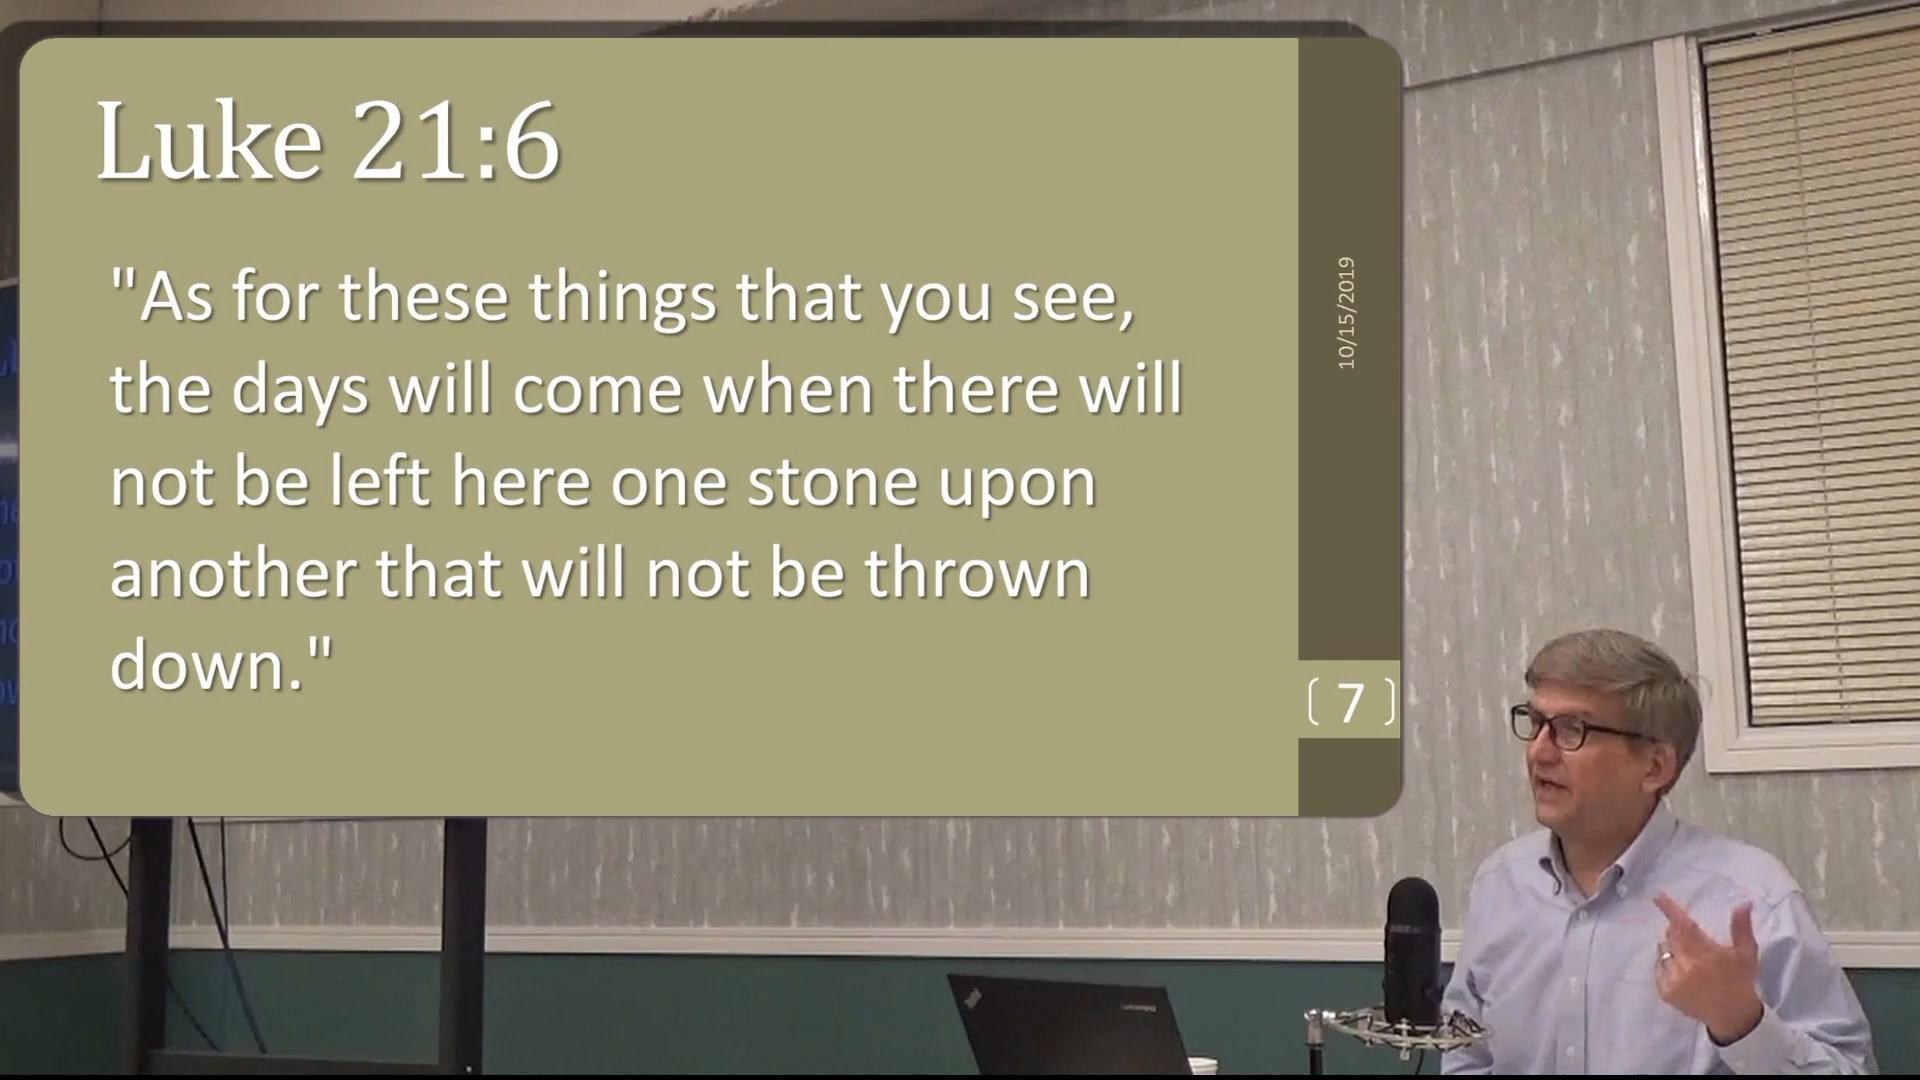 Luke 21:6
"As for these things that you see,
the days will come when there will
not be left here one stone upon
another that will not be thrown
down."
10/15/2019
7